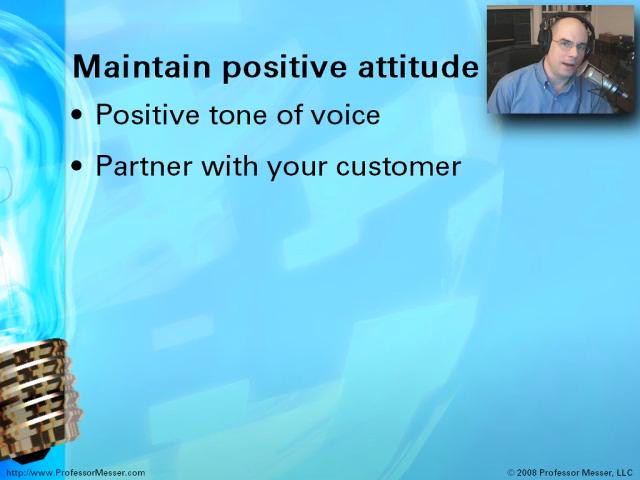 Maintain positive attitude
• Positive tone of voice
• Partner with your customer
http://www.ProfessorMesser.com
© 2008 Professor Messer, LLC